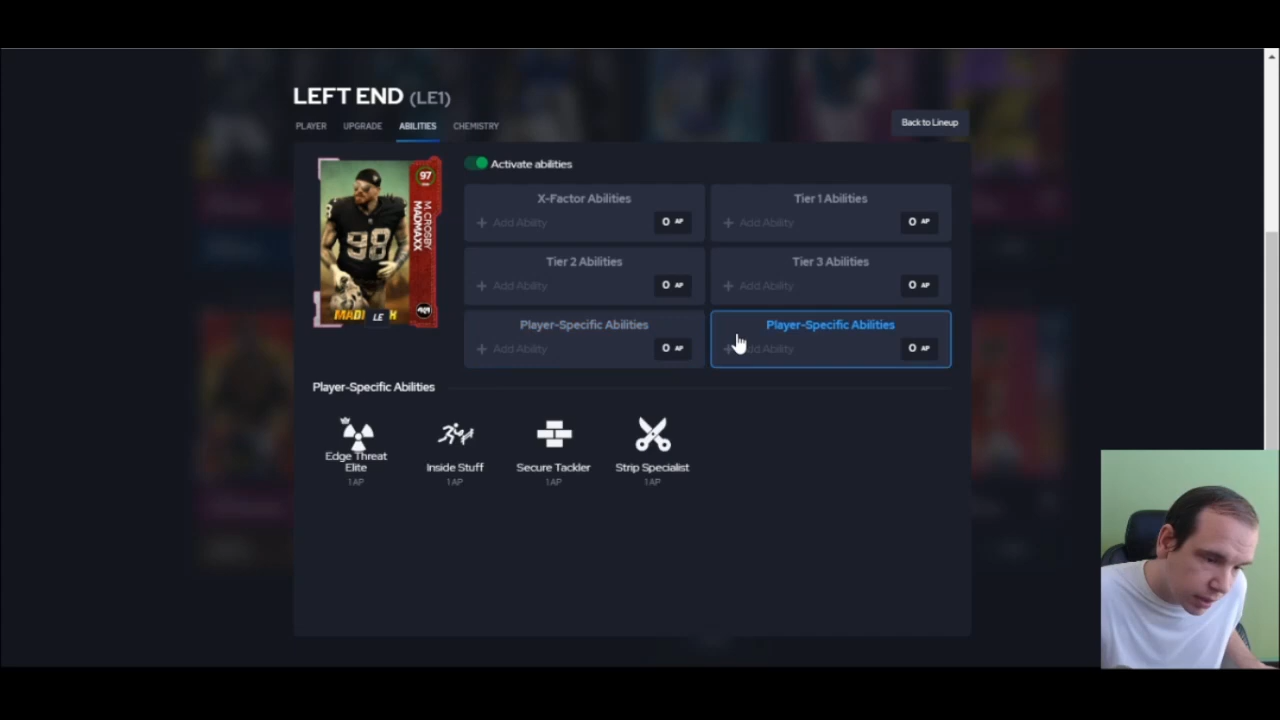 LEFT END (LE1)
PLAYER UPGRADE ABILITIES CHEMISTRY
Back to Lineup
97
M. CROSBY
MADMAXX
98
LE
Activate abilities
X-Factor Abilities
+ Add Ability 0 AP
Tier 1 Abilities
+ Add Ability 0 AP
Tier 2 Abilities
+ Add Ability 0 AP
Tier 3 Abilities
+ Add Ability 0 AP
Player-Specific Abilities
+ Add Ability 0 AP
Player-Specific Abilities
Ability 0 AP
Player-Specific Abilities
Edge Threat
Elite
1 AP
Inside Stuff
1 AP
Secure Tackler
1 AP
Strip Specialist
1 AP